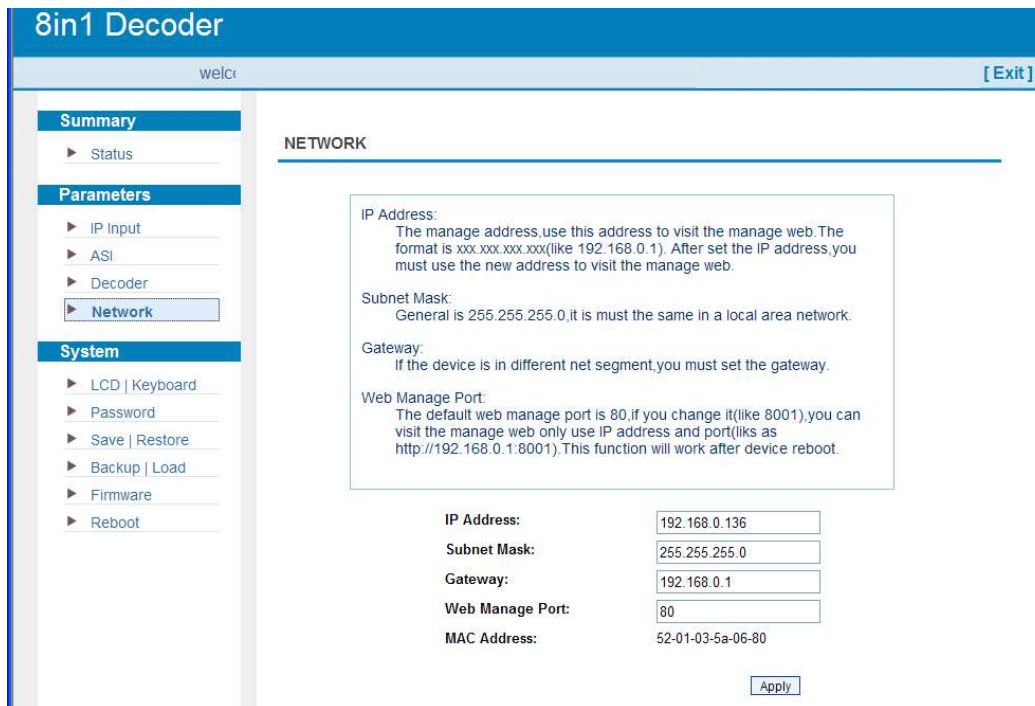 8in1 Decoder
[ Exit ]
Summary
Status
Parameters
IP Input
ASI
Decoder
Network
System
LCD | Keyboard
Password
Save | Restore
Backup | Load
Firmware
Reboot
NETWORK
IP Address:
The manage address,use this address to visit the manage web.The
format is xxx.xxx.xxx.xxx(like 192.168.0.1). After set the IP address,you
must use the new address to visit the manage web.
Subnet Mask:
General is 255.255.255.0,it is must the same in a local area network.
Gateway:
If the device is in different net segment,you must set the gateway.
Web Manage Port:
The default web manage port is 80,if you change it(like 8001),you can
visit the manage web only use IP address and port(liks as
http://192.168.0.1:8001).This function will work after device reboot.
IP Address: 192.168.0.136
Subnet Mask: 255.255.255.0
Gateway: 192.168.0.1
Web Manage Port: 80
MAC Address: 52-01-03-5a-06-80
Apply